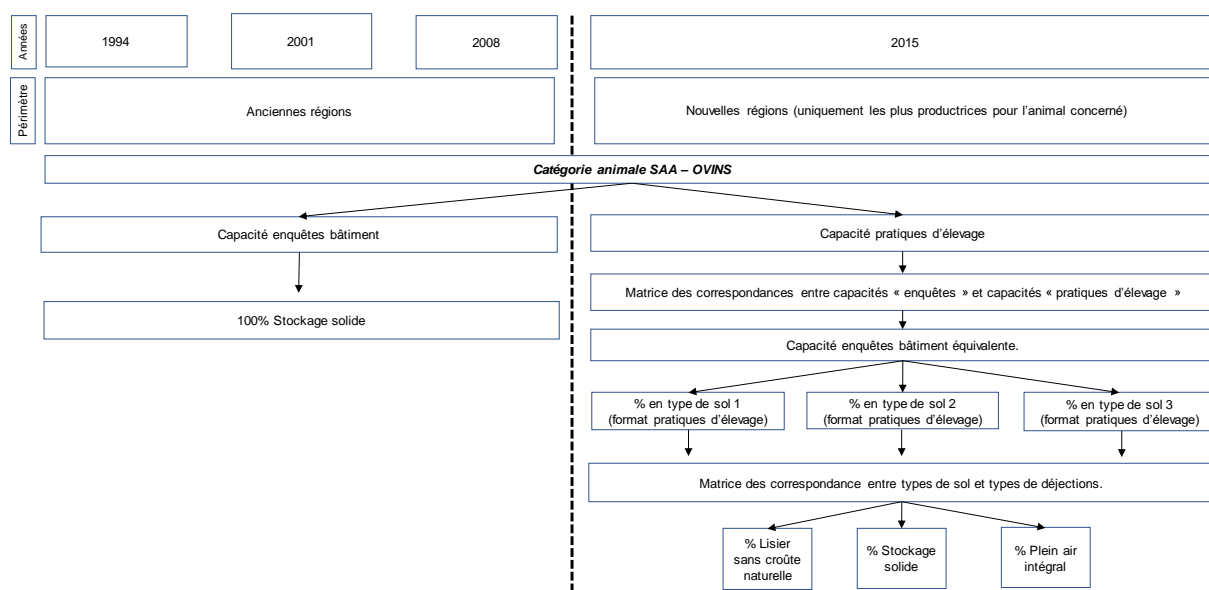 Années
1994
2001
2008
2015
Périmètre
Anciennes régions
Nouvelles régions (uniquement les plus productrices pour l'animal concerné)
Catégorie animale SAA – OVINS
Capacité enquêtes bâtiment
Capacité pratiques d'élevage
100% Stockage solide
Matrice des correspondances entre capacités « enquêtes » et capacités « pratiques d'élevage »
Capacité enquêtes bâtiment équivalente.
% en type de sol 1
(format pratiques d'élevage)
% en type de sol 2
(format pratiques d'élevage)
% en type de sol 3
(format pratiques d'élevage)
Matrice des correspondance entre types de sol et types de déjections.
% Lisier
sans croûte
naturelle
% Stockage
solide
% Plein air
intégral